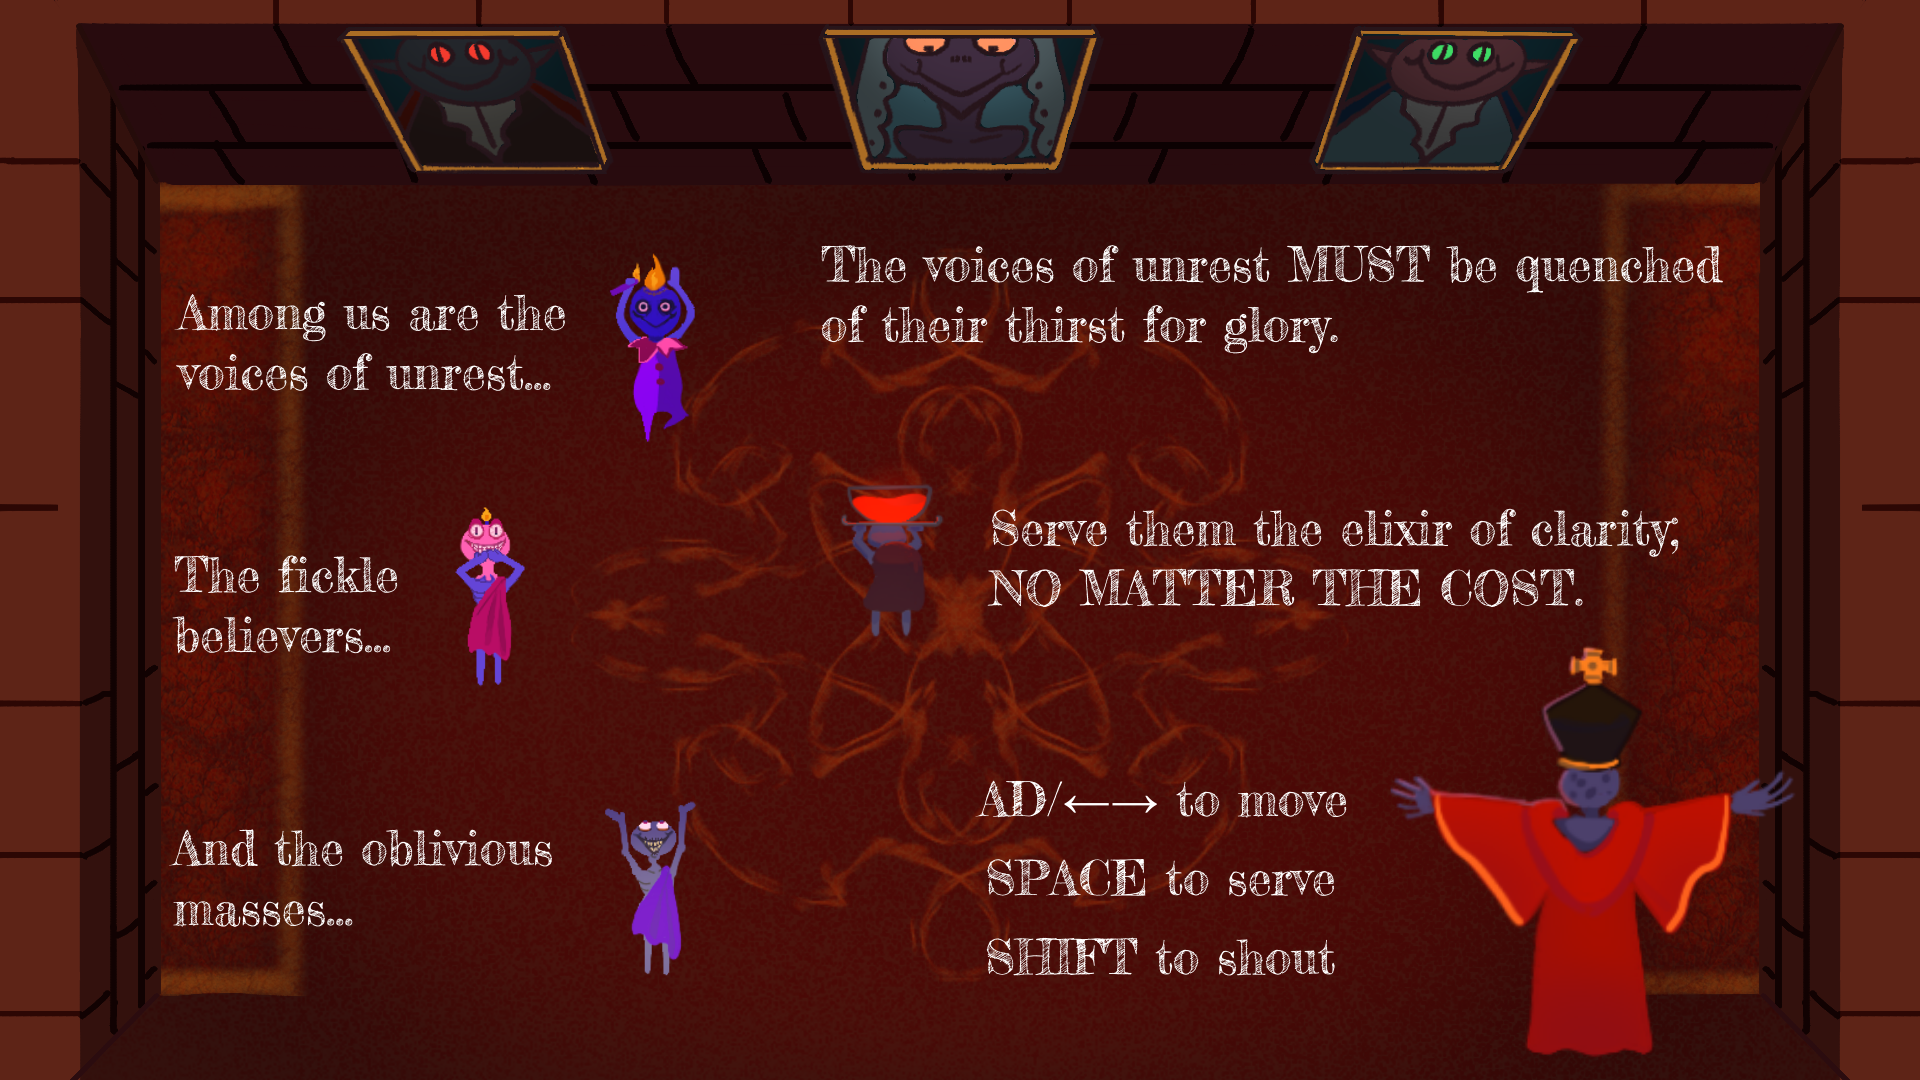 Among us are the
voices of unrest...
The voices of unrest MUST be quenched
of their thirst for glory.
The fickle
believers...
Serve them the elixir of clarity;
NO MATTER THE COST.
And the oblivious
masses...
AD/←→ to move
SPACE to serve
SHIFT to shout